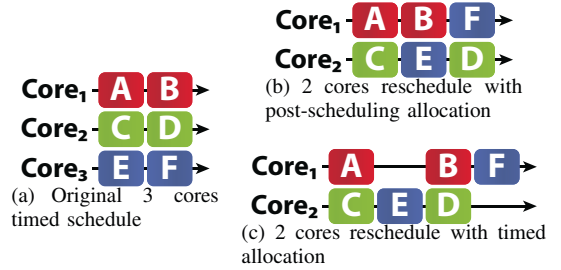 Core₁ A B
Core₂ C D
Core₃ E F
(a) Original 3 cores
timed schedule
Core₁ A B F
Core₂ C E D
(b) 2 cores reschedule with
post-scheduling allocation
Core₁ A B F
Core₂ C E D
(c) 2 cores reschedule with timed
allocation